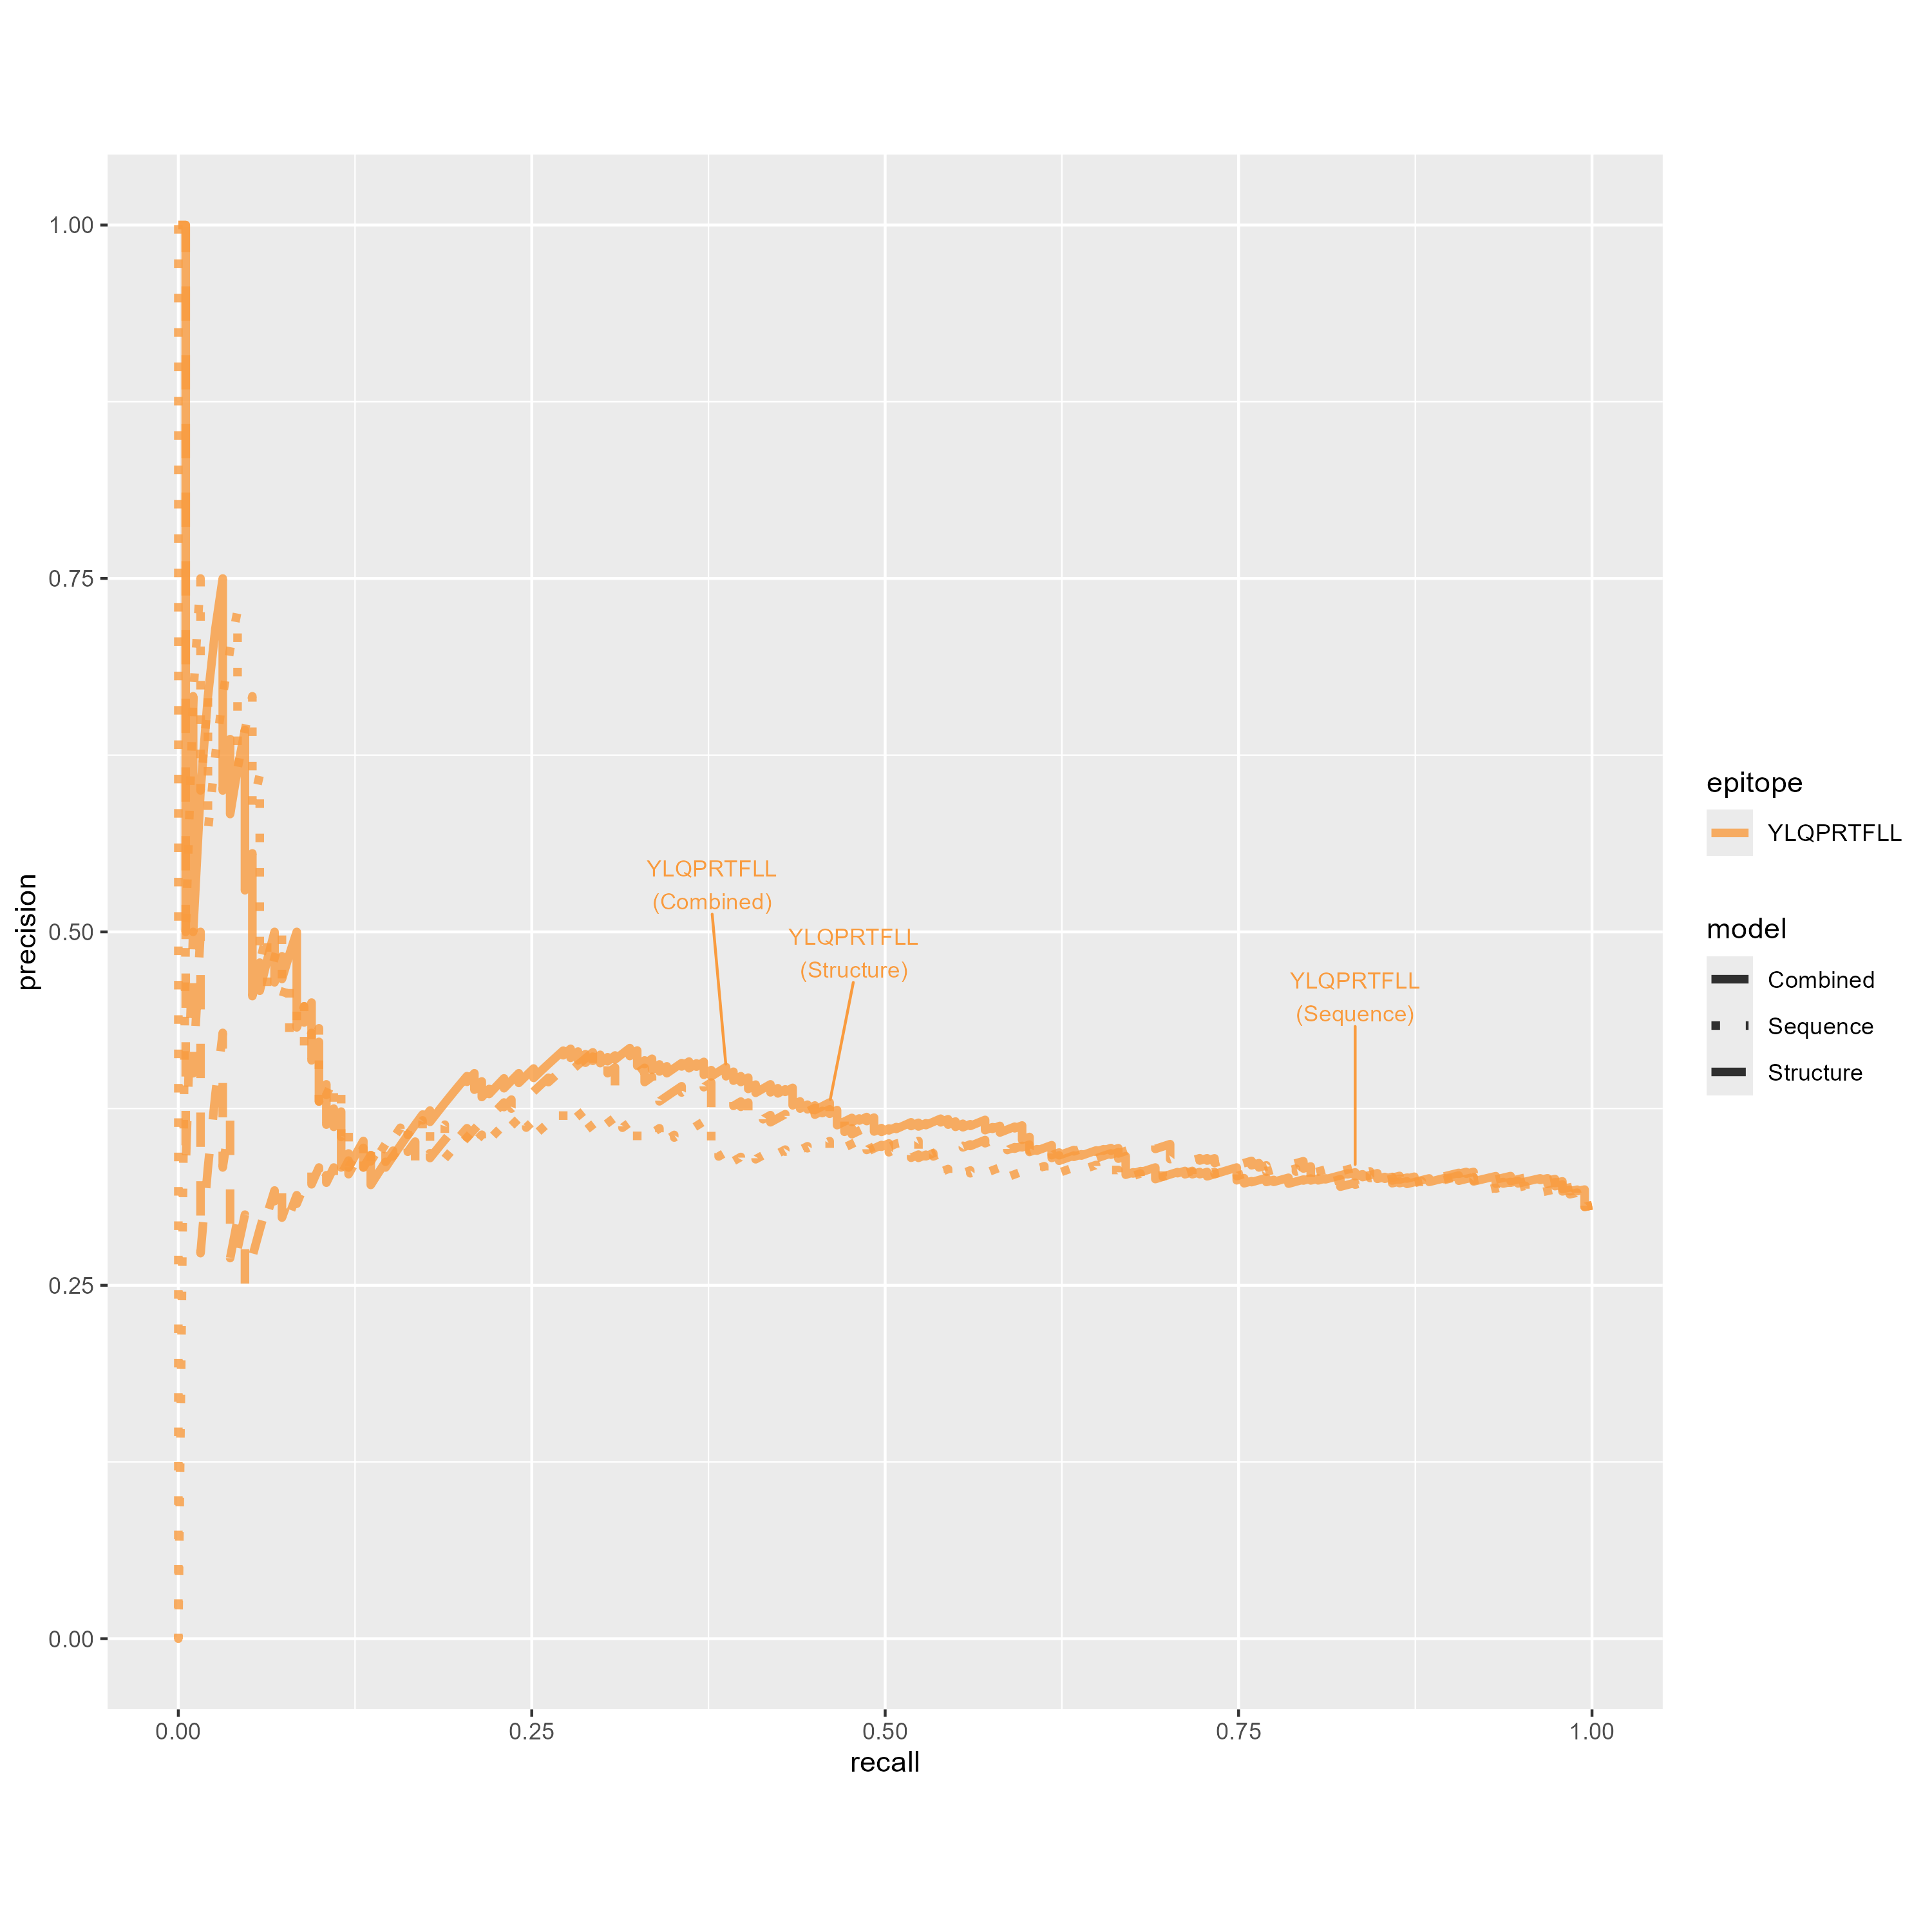 1.00
0.75
0.50
0.25
0.00
precision
YLQPRTFLL
(Combined)
YLQPRTFLL
(Structure)
YLQPRTFLL
(Sequence)
0.00
0.25
0.50
0.75
1.00
recall
epitope
YLQPRTFLL
model
Combined
Sequence
Structure